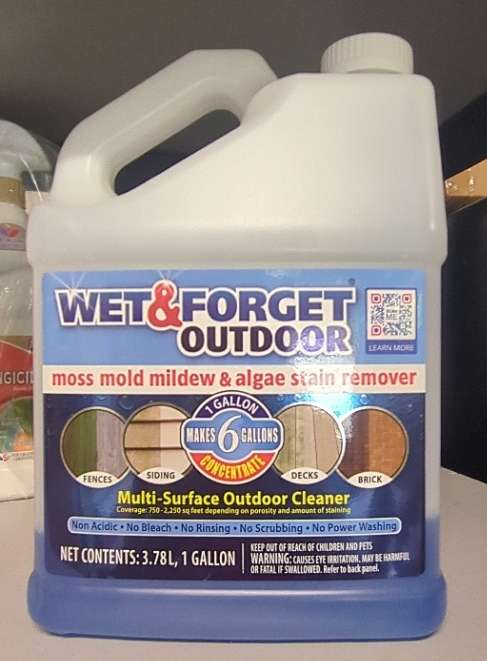 WET&FORGET
OUTDOOR
LEARN MORE
moss mold mildew & algae stain remover
1 GALLON
MAKES 6 GALLONS
CONCENTRATE
FENCES
SIDING
DECKS
BRICK
Multi-Surface Outdoor Cleaner
Coverage: 750 - 2,250 sq feet depending on porosity and amount of staining
Non Acidic • No Bleach • No Rinsing • No Scrubbing • No Power Washing
NET CONTENTS: 3.78L, 1 GALLON
KEEP OUT OF REACH OF CHILDREN AND PETS
WARNING: CAUSES EYE IRRITATION. MAY BE HARMFUL
OR FATAL IF SWALLOWED. Refer to back panel.